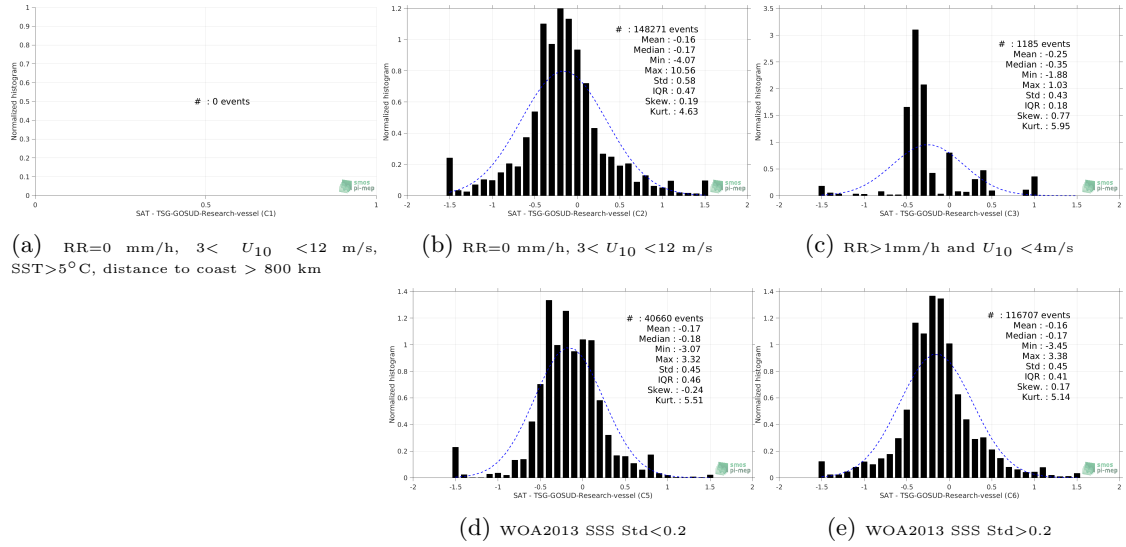 1
0.9
0.8
0.7
0.6
0.5
0.4
0.3
0.2
0.1
0
Normalized histogram
# : 0 events
0 0.5 1
SAT - TSG-GOSUD-Research-vessel (C1)
smos
pi-mep
(a) RR=0 mm/h, 3< U10 <12 m/s,
SST>5°C, distance to coast > 800 km
1.2
1
0.8
0.6
0.4
0.2
0
Normalized histogram
# : 148271 events
Mean : -0.16
Median : -0.17
Min : -4.07
Max : 10.56
Std : 0.58
IQR : 0.47
Skew. : 0.19
Kurt. : 4.63
-2 -1.5 -1 -0.5 0 0.5 1 1.5 2
SAT - TSG-GOSUD-Research-vessel (C2)
smos
pi-mep
(b) RR=0 mm/h, 3< U10 <12 m/s
3.5
3
2.5
2
1.5
1
0.5
0
Normalized histogram
# : 1185 events
Mean : -0.25
Median : -0.35
Min : -1.88
Max : 1.03
Std : 0.43
IQR : 0.18
Skew. : 0.77
Kurt. : 5.95
-2 -1.5 -1 -0.5 0 0.5 1 1.5 2
SAT - TSG-GOSUD-Research-vessel (C3)
smos
pi-mep
(c) RR>1mm/h and U10 <4m/s
1.4
1.2
1
0.8
0.6
0.4
0.2
0
Normalized histogram
# : 40660 events
Mean : -0.17
Median : -0.18
Min : -3.07
Max : 3.32
Std : 0.45
IQR : 0.46
Skew. : -0.24
Kurt. : 5.51
-2 -1.5 -1 -0.5 0 0.5 1 1.5 2
SAT - TSG-GOSUD-Research-vessel (C5)
smos
pi-mep
(d) WOA2013 SSS Std<0.2
1.4
1.2
1
0.8
0.6
0.4
0.2
0
Normalized histogram
# : 116707 events
Mean : -0.16
Median : -0.17
Min : -3.45
Max : 3.38
Std : 0.45
IQR : 0.41
Skew. : 0.17
Kurt. : 5.14
-2 -1.5 -1 -0.5 0 0.5 1 1.5 2
SAT - TSG-GOSUD-Research-vessel (C6)
smos
pi-mep
(e) WOA2013 SSS Std>0.2